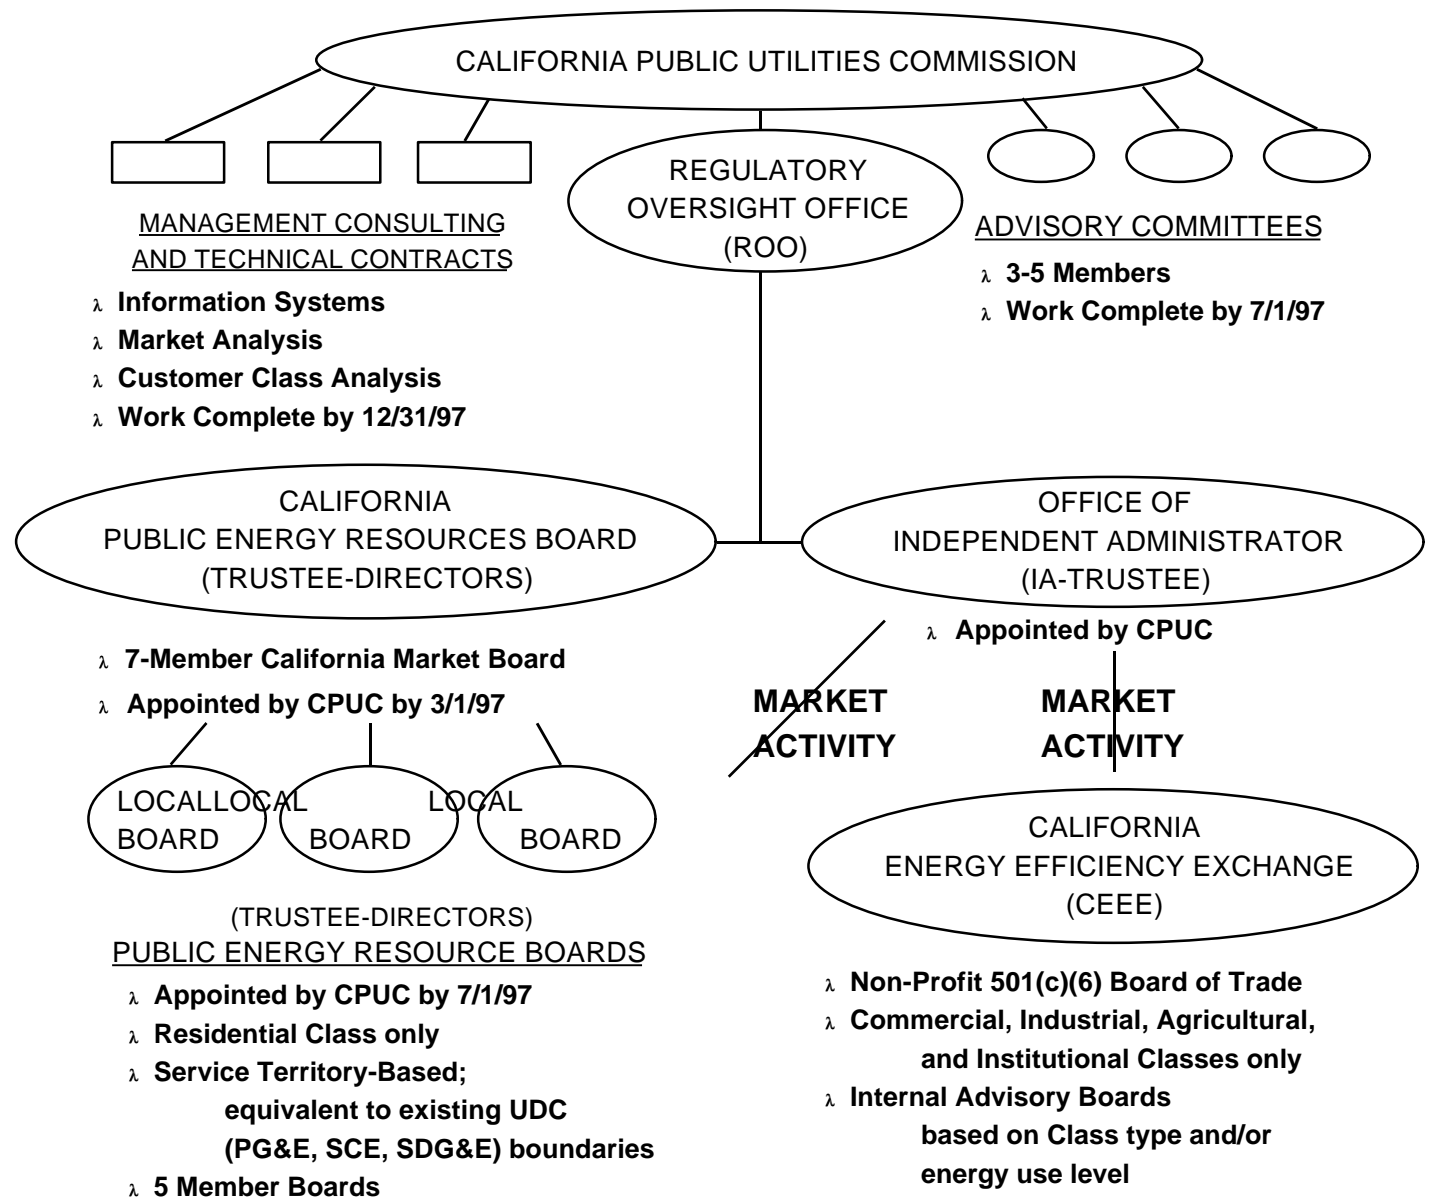 CALIFORNIA PUBLIC UTILITIES COMMISSION
REGULATORY
OVERSIGHT OFFICE
(ROO)
MANAGEMENT CONSULTING
AND TECHNICAL CONTRACTS
λ Information Systems
λ Market Analysis
λ Customer Class Analysis
λ Work Complete by 12/31/97
ADVISORY COMMITTEES
λ 3-5 Members
λ Work Complete by 7/1/97
CALIFORNIA
PUBLIC ENERGY RESOURCES BOARD
(TRUSTEE-DIRECTORS)
λ 7-Member California Market Board
λ Appointed by CPUC by 3/1/97
OFFICE OF
INDEPENDENT ADMINISTRATOR
(IA-TRUSTEE)
λ Appointed by CPUC
MARKET
ACTIVITY
MARKET
ACTIVITY
LOCAL
BOARD
LOCAL
BOARD
LOCAL
BOARD
(TRUSTEE-DIRECTORS)
PUBLIC ENERGY RESOURCE BOARDS
λ Appointed by CPUC by 7/1/97
λ Residential Class only
λ Service Territory-Based;
equivalent to existing UDC
(PG&E, SCE, SDG&E) boundaries
λ 5 Member Boards
CALIFORNIA
ENERGY EFFICIENCY EXCHANGE
(CEEE)
λ Non-Profit 501(c)(6) Board of Trade
λ Commercial, Industrial, Agricultural,
and Institutional Classes only
λ Internal Advisory Boards
based on Class type and/or
energy use level